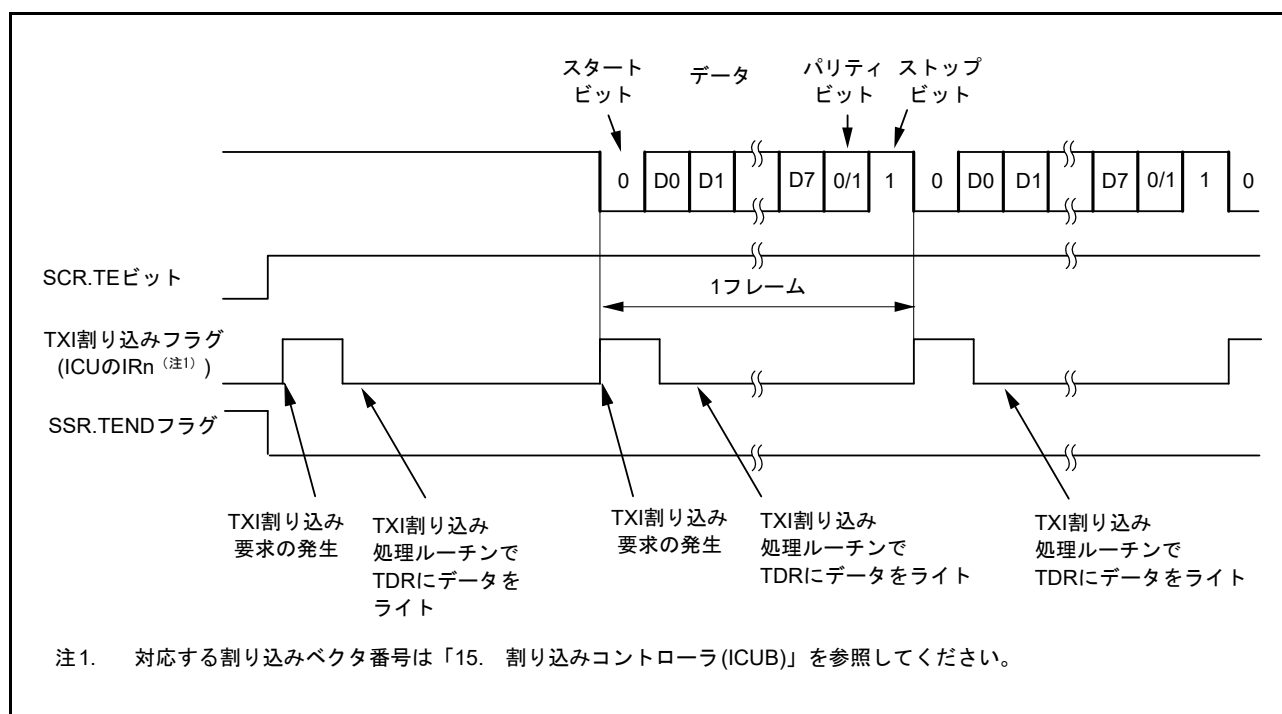 スタート
ビット
データ
パリティ
ビット
ストップ
ビット
0 D0 D1 D7 0/1 1 0 D0 D1 D7 0/1 1 0
SCR.TEビット
1フレーム
TXI割り込みフラグ
(ICUのIRn (注1) )
SSR.TENDフラグ
TXI割り込み
要求の発生
TXI割り込み
処理ルーチンで
TDRにデータを
ライト
TXI割り込み
要求の発生
TXI割り込み
処理ルーチンで
TDRにデータをライト
TXI割り込み
処理ルーチンで
TDRにデータをライト
注1. 対応する割り込みベクタ番号は「15. 割り込みコントローラ(ICUB)」を参照してください。